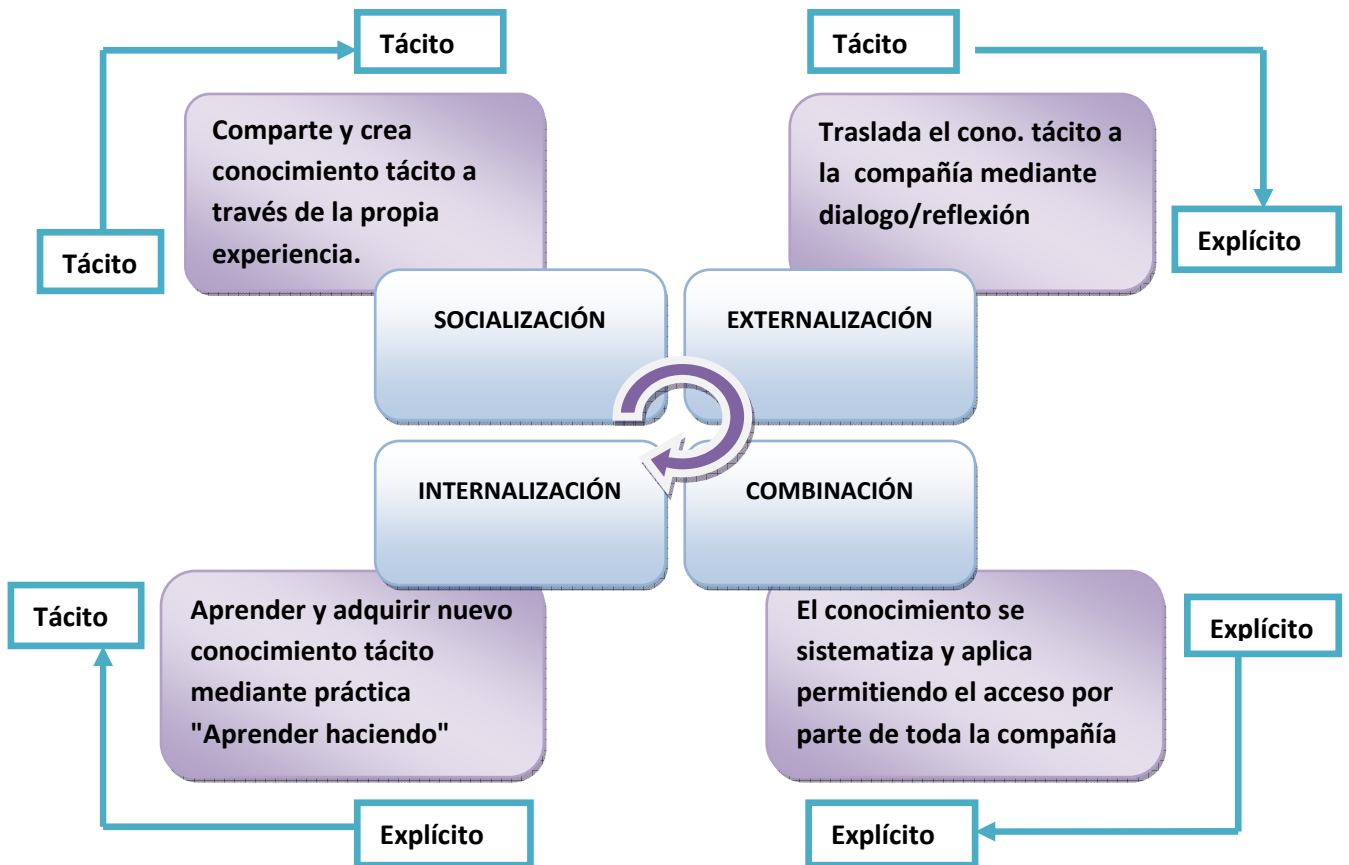 Tácito
Tácito
Comparte y crea
conocimiento tácito a
través de la propia
experiencia.
Traslada el cono. tácito a
la compañía mediante
dialogo/reflexión
Tácito
Explícito
SOCIALIZACIÓN
EXTERNALIZACIÓN
INTERNALIZACIÓN
COMBINACIÓN
Tácito
Aprender y adquirir nuevo
conocimiento tácito
mediante práctica
"Aprender haciendo"
El conocimiento se
sistematiza y aplica
permitiendo el acceso por
parte de toda la compañía
Explícito
Explícito
Explícito